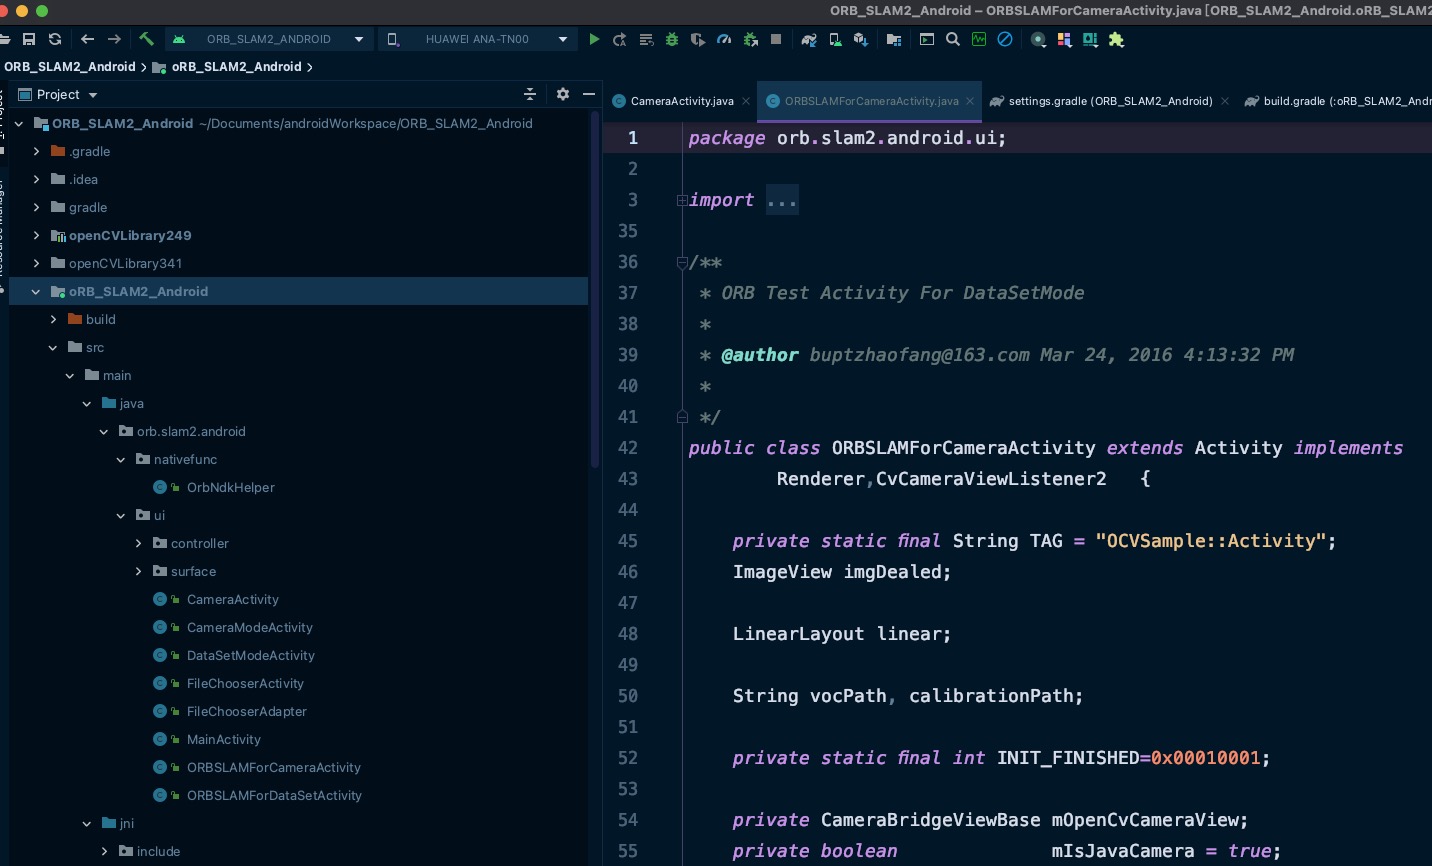 ORB_SLAM2_Android – ORBSLAMForCameraActivity.java [ORB_SLAM2_Android.oRB_SLAM2
ORB_SLAM2_ANDROID
HUAWEI ANA-TN00
ORB_SLAM2_Android
oRB_SLAM2_Android
Project
ORB_SLAM2_Android ~/Documents/androidWorkspace/ORB_SLAM2_Android
.gradle
.idea
gradle
openCVLibrary249
openCVLibrary341
oRB_SLAM2_Android
build
src
main
java
orb.slam2.android
nativefunc
OrbNdkHelper
ui
controller
surface
CameraActivity
CameraModeActivity
DataSetModeActivity
FileChooserActivity
FileChooserAdapter
MainActivity
ORBSLAMForCameraActivity
ORBSLAMForDataSetActivity
jni
include
CameraActivity.java
ORBSLAMForCameraActivity.java
settings.gradle (ORB_SLAM2_Android)
build.gradle (:oRB_SLAM2_Andr
1 package orb.slam2.android.ui;
2
3 import ...
35
36 /**
37 * ORB Test Activity For DataSetMode
38 *
39 * @author buptzhaofang@163.com Mar 24, 2016 4:13:32 PM
40 *
41 */
42 public class ORBSLAMForCameraActivity extends Activity implements
43 Renderer,CvCameraViewListener2 {
44
45 private static final String TAG = "OCVSample::Activity";
46 ImageView imgDealed;
47
48 LinearLayout linear;
49
50 String vocPath, calibrationPath;
51
52 private static final int INIT_FINISHED=0x00010001;
53
54 private CameraBridgeViewBase mOpenCvCameraView;
55 private boolean mIsJavaCamera = true;